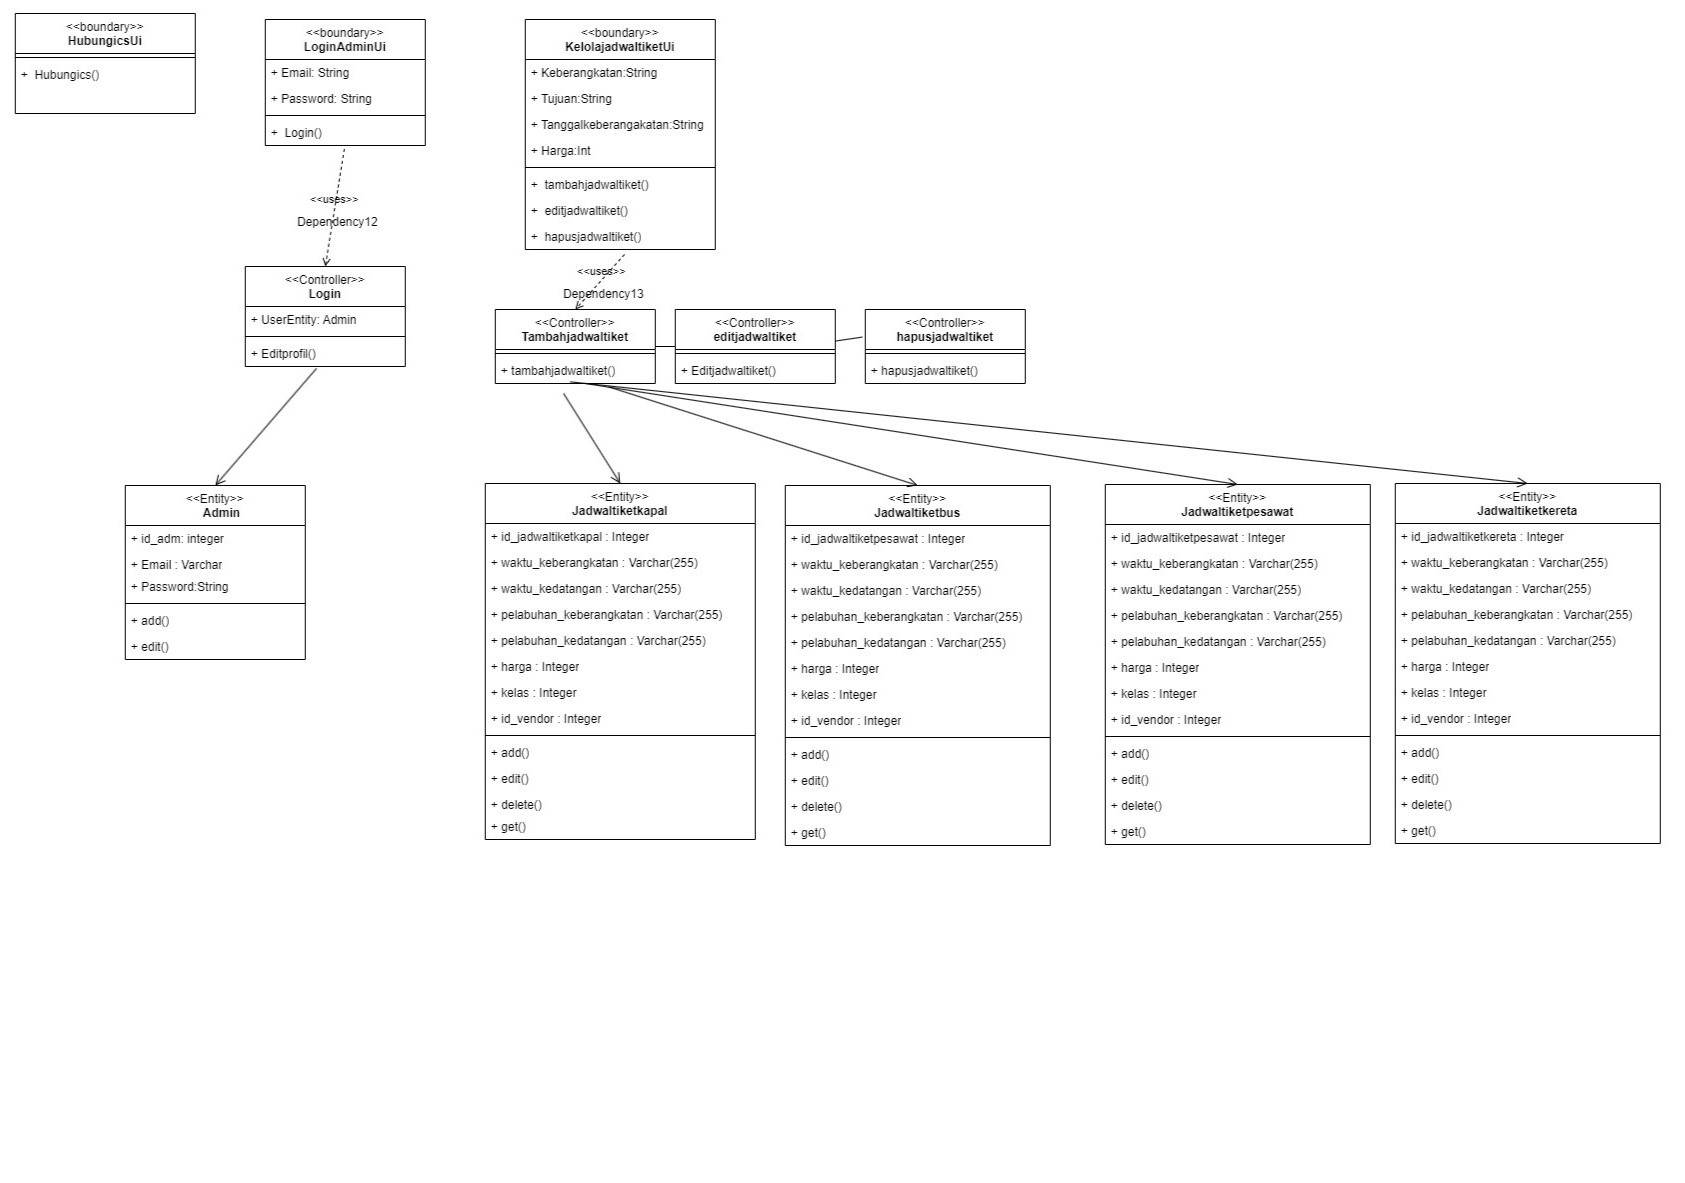 <<boundary>>
HubungicsUi
+  Hubungics()
<<boundary>>
LoginAdminUi
+ Email: String
+ Password: String
+  Login()
<<boundary>>
KelolajadwaltiketUi
+ Keberangkatan:String
+ Tujuan:String
+ Tanggalkeberangakatan:String
+ Harga:Int
+  tambahjadwaltiket()
+  editjadwaltiket()
+  hapusjadwaltiket()
<<uses>>
Dependency12
<<uses>>
Dependency13
<<Controller>>
Login
+ UserEntity: Admin
+ Editprofil()
<<Controller>>
Tambahjadwaltiket
+ tambahjadwaltiket()
<<Controller>>
editjadwaltiket
+ Editjadwaltiket()
<<Controller>>
hapusjadwaltiket
+ hapusjadwaltiket()
<<Entity>>
Admin
+ id_adm: integer
+ Email : Varchar
+ Password:String
+ add()
+ edit()
<<Entity>>
Jadwaltiketkapal
+ id_jadwaltiketkapal : Integer
+ waktu_keberangkatan : Varchar(255)
+ waktu_kedatangan : Varchar(255)
+ pelabuhan_keberangkatan : Varchar(255)
+ pelabuhan_kedatangan : Varchar(255)
+ harga : Integer
+ kelas : Integer
+ id_vendor : Integer
+ add()
+ edit()
+ delete()
+ get()
<<Entity>>
Jadwaltiketbus
+ id_jadwaltiketpesawat : Integer
+ waktu_keberangkatan : Varchar(255)
+ waktu_kedatangan : Varchar(255)
+ pelabuhan_keberangkatan : Varchar(255)
+ pelabuhan_kedatangan : Varchar(255)
+ harga : Integer
+ kelas : Integer
+ id_vendor : Integer
+ add()
+ edit()
+ delete()
+ get()
<<Entity>>
Jadwaltiketpesawat
+ id_jadwaltiketpesawat : Integer
+ waktu_keberangkatan : Varchar(255)
+ waktu_kedatangan : Varchar(255)
+ pelabuhan_keberangkatan : Varchar(255)
+ pelabuhan_kedatangan : Varchar(255)
+ harga : Integer
+ kelas : Integer
+ id_vendor : Integer
+ add()
+ edit()
+ delete()
+ get()
<<Entity>>
Jadwaltiketkereta
+ id_jadwaltiketkereta : Integer
+ waktu_keberangkatan : Varchar(255)
+ waktu_kedatangan : Varchar(255)
+ pelabuhan_keberangkatan : Varchar(255)
+ pelabuhan_kedatangan : Varchar(255)
+ harga : Integer
+ kelas : Integer
+ id_vendor : Integer
+ add()
+ edit()
+ delete()
+ get()